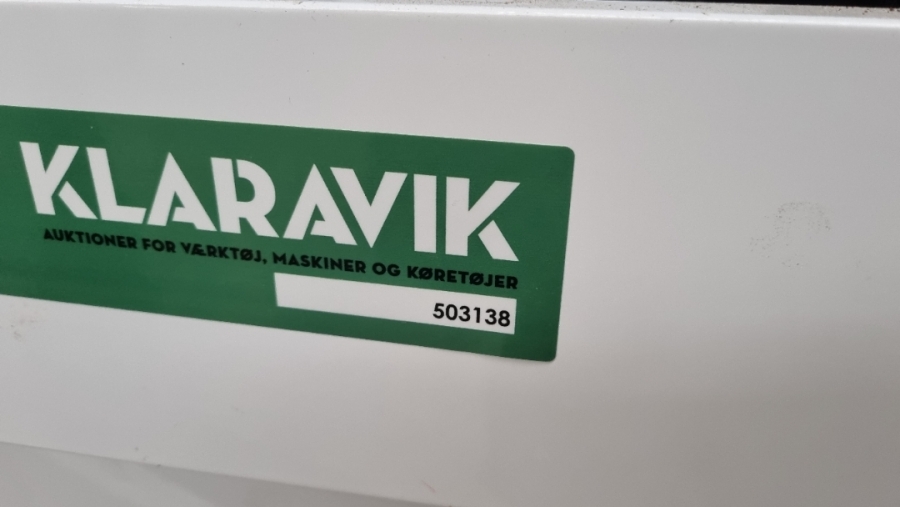 KLARAVIK
AUKTIONER FOR VÆRKTØJ, MASKINER OG KØRETØJER
503138